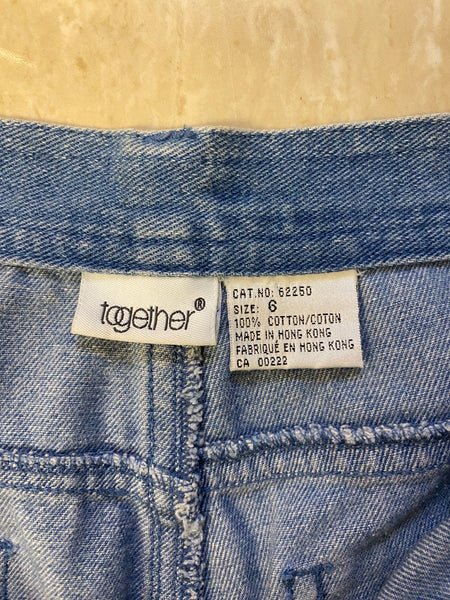 together®
CAT.NO: 62250
SIZE: 6
100% COTTON/COTON
MADE IN HONG KONG
FABRIQUÉ EN HONG KONG
CA 00222